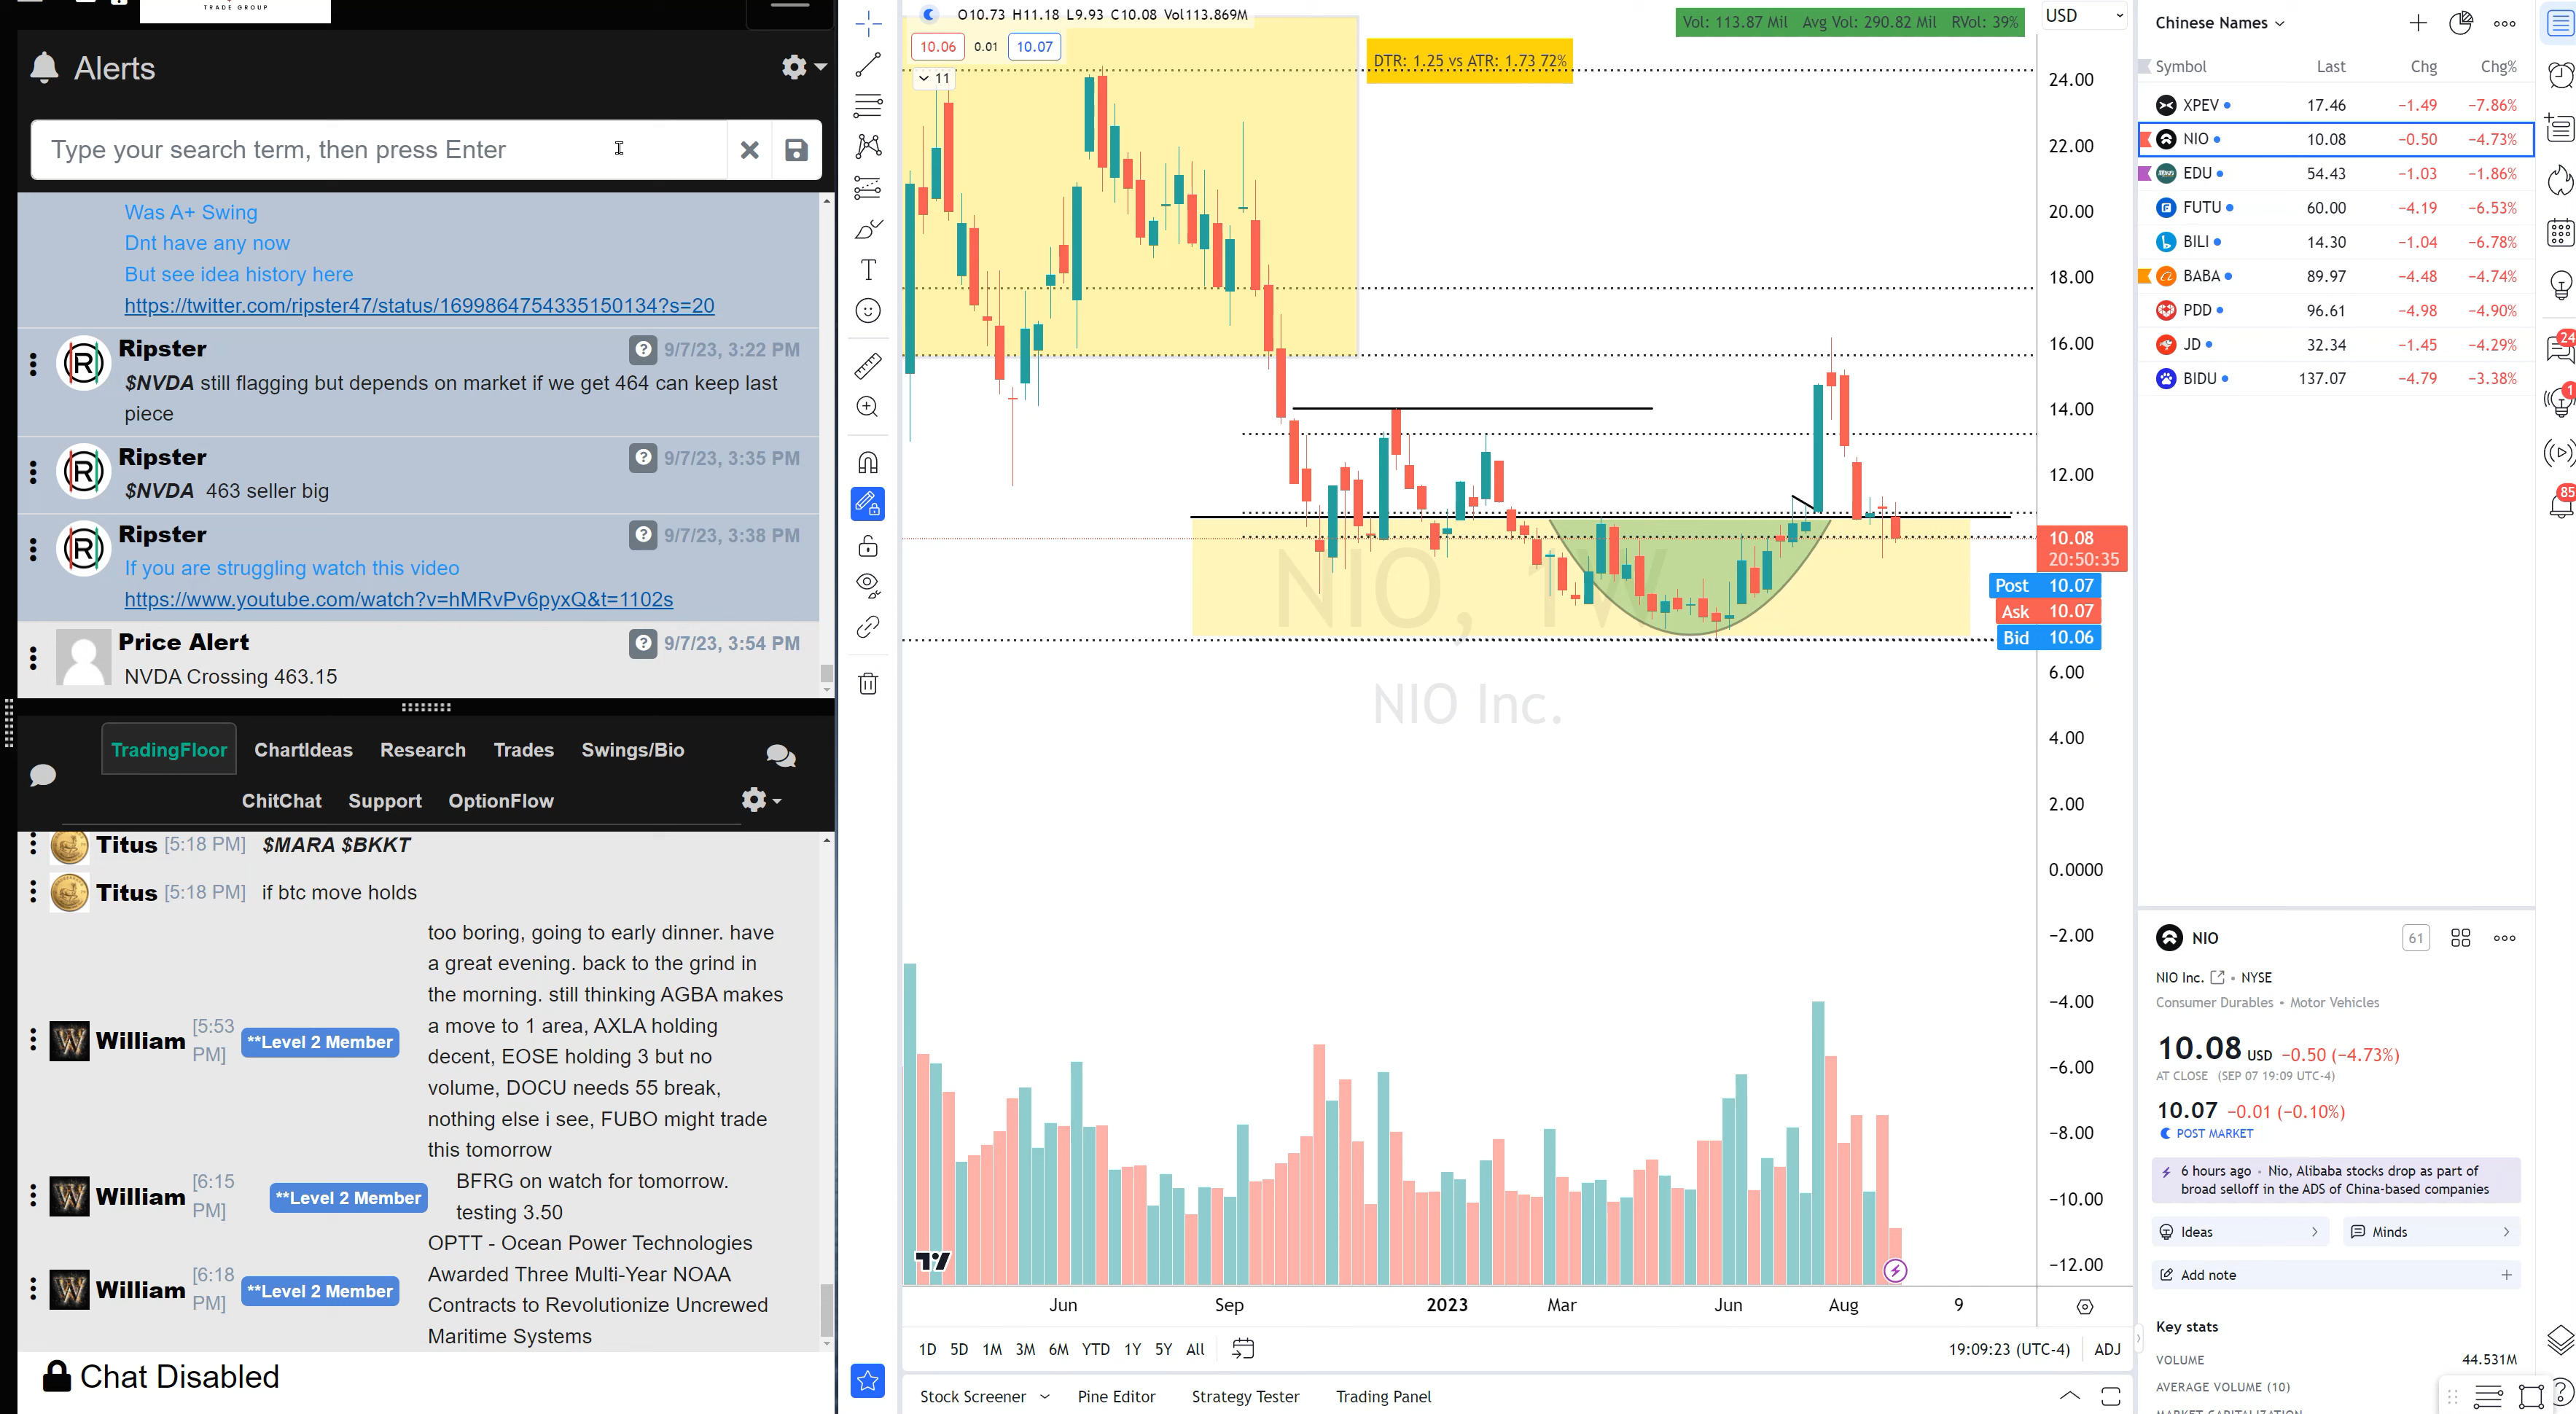 TRADE GROUP
Alerts
Type your search term, then press Enter
Was A+ Swing
Dnt have any now
But see idea history here
https://twitter.com/ripster47/status/1699864754335150134?s=20
Ripster 9/7/23, 3:22 PM
$NVDA still flagging but depends on market if we get 464 can keep last
piece
Ripster 9/7/23, 3:35 PM
$NVDA 463 seller big
Ripster 9/7/23, 3:38 PM
If you are struggling watch this video
https://www.youtube.com/watch?v=hMRvPv6pyxQ&t=1102s
Price Alert 9/7/23, 3:54 PM
NVDA Crossing 463.15
TradingFloor ChartIdeas Research Trades Swings/Bio
ChitChat Support OptionFlow
Titus [5:18 PM] $MARA $BKKT
Titus [5:18 PM] if btc move holds
William [5:53 PM] **Level 2 Member
too boring, going to early dinner. have
a great evening. back to the grind in
the morning. still thinking AGBA makes
a move to 1 area, AXLA holding
decent, EOSE holding 3 but no
volume, DOCU needs 55 break,
nothing else i see, FUBO might trade
this tomorrow
William [6:15 PM] **Level 2 Member
BFRG on watch for tomorrow.
testing 3.50
William [6:18 PM] **Level 2 Member
OPTT - Ocean Power Technologies
Awarded Three Multi-Year NOAA
Contracts to Revolutionize Uncrewed
Maritime Systems
Chat Disabled
O10.73 H11.18 L9.93 C10.08 Vol113.869M
10.06 0.01 10.07
11
DTR: 1.25 vs ATR: 1.73 72%
Vol: 113.87 Mil Avg Vol: 290.82 Mil RVol: 39%
USD
24.00
22.00
20.00
18.00
16.00
14.00
12.00
10.08
20:50:35
Post 10.07
Ask 10.07
Bid 10.06
6.00
4.00
2.00
0.0000
−2.00
−4.00
−6.00
−8.00
−10.00
−12.00
NIO, 1W
NIO Inc.
Jun Sep 2023 Mar Jun Aug 9
1D 5D 1M 3M 6M YTD 1Y 5Y All
19:09:23 (UTC-4) ADJ
Stock Screener Pine Editor Strategy Tester Trading Panel
Chinese Names
Symbol Last Chg Chg%
XPEV 17.46 −1.49 −7.86%
NIO 10.08 −0.50 −4.73%
EDU 54.43 −1.03 −1.86%
FUTU 60.00 −4.19 −6.53%
BILI 14.30 −1.04 −6.78%
BABA 89.97 −4.48 −4.74%
PDD 96.61 −4.98 −4.90%
JD 32.34 −1.45 −4.29%
BIDU 137.07 −4.79 −3.38%
24
1
85
NIO 61
NIO Inc. • NYSE
Consumer Durables • Motor Vehicles
10.08 USD −0.50 (−4.73%)
AT CLOSE (SEP 07 19:09 UTC-4)
10.07 −0.01 (−0.10%)
POST MARKET
6 hours ago • Nio, Alibaba stocks drop as part of
broad selloff in the ADS of China-based companies
Ideas
Minds
Add note
Key stats
VOLUME 44.531M
AVERAGE VOLUME (10)
MARKET CAPITALIZATION